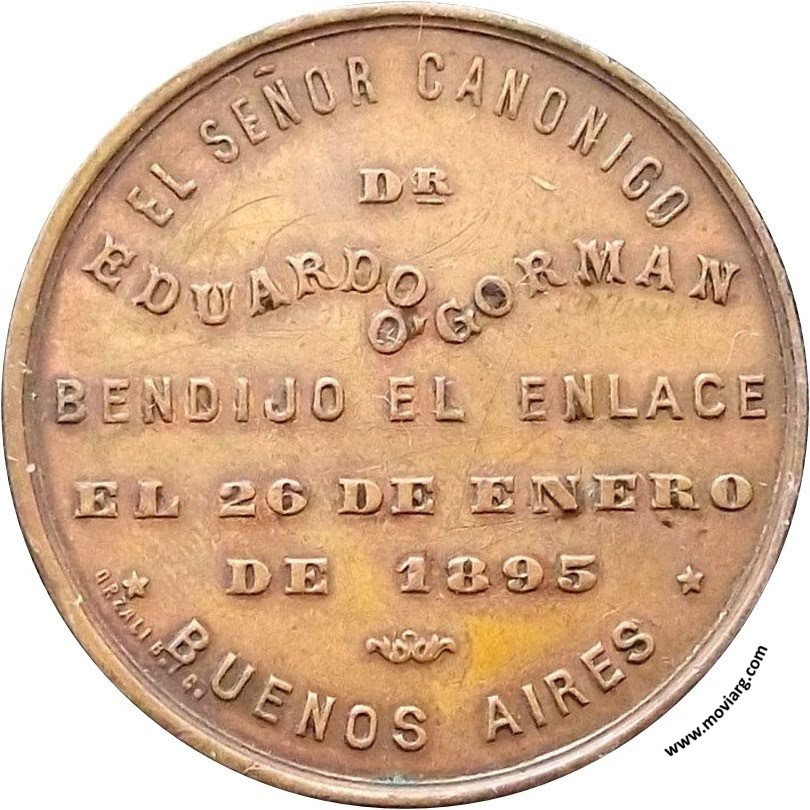 EL SEÑOR CANONIGO
DR
EDUARDO
O'GORMAN
BENDIJO EL ENLACE
EL 26 DE ENERO
DE 1895
BUENOS AIRES
ORZALI B. Y C.
www.moviarg.com